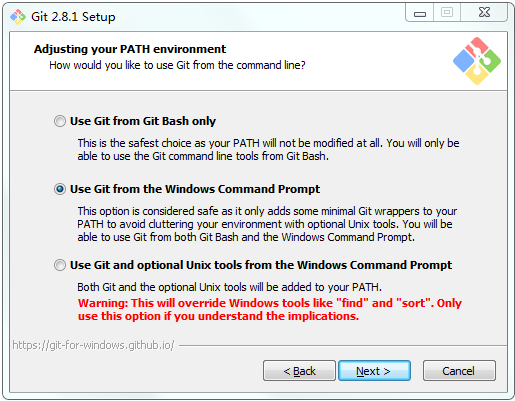 Git 2.8.1 Setup
Adjusting your PATH environment
How would you like to use Git from the command line?
Use Git from Git Bash only
This is the safest choice as your PATH will not be modified at all. You will only
be able to use the Git command line tools from Git Bash.
Use Git from the Windows Command Prompt
This option is considered safe as it only adds some minimal Git wrappers to your
PATH to avoid cluttering your environment with optional Unix tools. You will be
able to use Git from both Git Bash and the Windows Command Prompt.
Use Git and optional Unix tools from the Windows Command Prompt
Both Git and the optional Unix tools will be added to your PATH.
Warning: This will override Windows tools like "find" and "sort". Only
use this option if you understand the implications.
https://git-for-windows.github.io/
< Back
Next >
Cancel